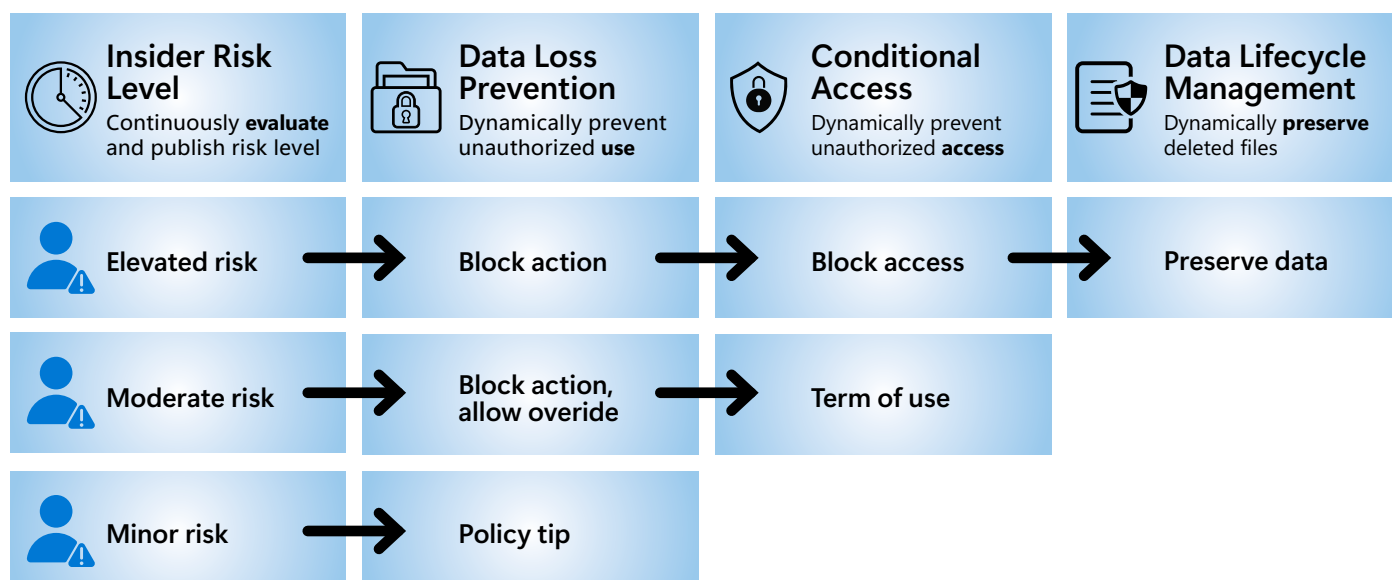 Insider Risk
Level
Continuously evaluate
and publish risk level
Data Loss
Prevention
Dynamically prevent
unauthorized use
Conditional
Access
Dynamically prevent
unauthorized access
Data Lifecycle
Management
Dynamically preserve
deleted files
Elevated risk
Block action
Block access
Preserve data
Moderate risk
Block action,
allow overide
Term of use
Minor risk
Policy tip